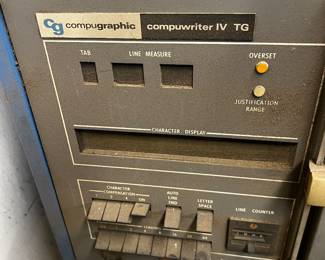 cg compugraphic compuwriter IV TG
TAB LINE MEASURE OVERSET
JUSTIFICATION
RANGE
CHARACTER DISPLAY
CHARACTER
COMPENSATION
AUTO
LINE
END
LETTER
SPACE
LINE COUNTER
ON